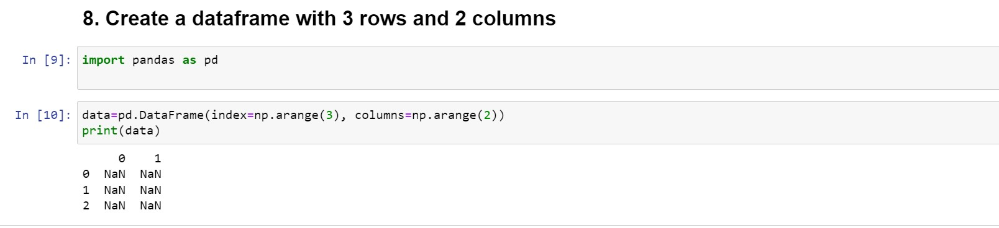 8. Create a dataframe with 3 rows and 2 columns
In [9]: import pandas as pd
In [10]: data=pd.DataFrame(index=np.arange(3), columns=np.arange(2))
print(data)
     0    1
0  NaN  NaN
1  NaN  NaN
2  NaN  NaN